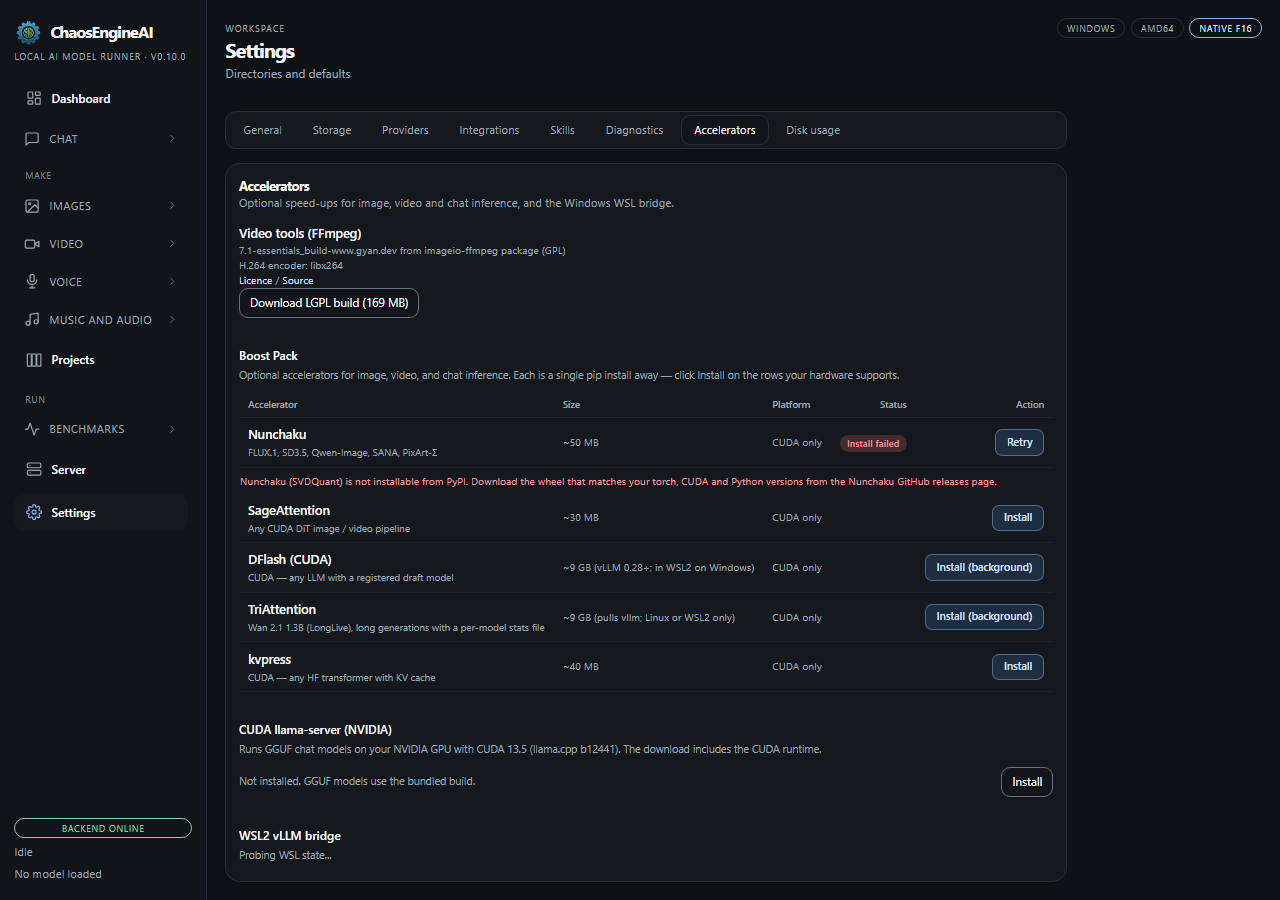 ChaosEngineAI
LOCAL AI MODEL RUNNER · V0.10.0
Dashboard
CHAT
MAKE
IMAGES
VIDEO
VOICE
MUSIC AND AUDIO
Projects
RUN
BENCHMARKS
Server
Settings
BACKEND ONLINE
Idle
No model loaded
WORKSPACE
Settings
Directories and defaults
WINDOWS
AMD64
NATIVE F16
General
Storage
Providers
Integrations
Skills
Diagnostics
Accelerators
Disk usage
Accelerators
Optional speed-ups for image, video and chat inference, and the Windows WSL bridge.
Video tools (FFmpeg)
7.1-essentials_build-www.gyan.dev from imageio-ffmpeg package (GPL)
H.264 encoder: libx264
Licence / Source
Download LGPL build (169 MB)
Boost Pack
Optional accelerators for image, video, and chat inference. Each is a single pip install away — click Install on the rows your hardware supports.
Accelerator Size Platform Status Action
Nunchaku
FLUX.1, SD3.5, Qwen-Image, SANA, PixArt-Σ
~50 MB
CUDA only
Install failed
Retry
Nunchaku (SVDQuant) is not installable from PyPI. Download the wheel that matches your torch, CUDA and Python versions from the Nunchaku GitHub releases page.
SageAttention
Any CUDA DiT image / video pipeline
~30 MB
CUDA only
Install
DFlash (CUDA)
CUDA — any LLM with a registered draft model
~9 GB (vLLM 0.28+; in WSL2 on Windows)
CUDA only
Install (background)
TriAttention
Wan 2.1 1.3B (LongLive), long generations with a per-model stats file
~9 GB (pulls vllm; Linux or WSL2 only)
CUDA only
Install (background)
kvpress
CUDA — any HF transformer with KV cache
~40 MB
CUDA only
Install
CUDA llama-server (NVIDIA)
Runs GGUF chat models on your NVIDIA GPU with CUDA 13.5 (llama.cpp b12441). The download includes the CUDA runtime.
Not installed. GGUF models use the bundled build.
Install
WSL2 vLLM bridge
Probing WSL state...